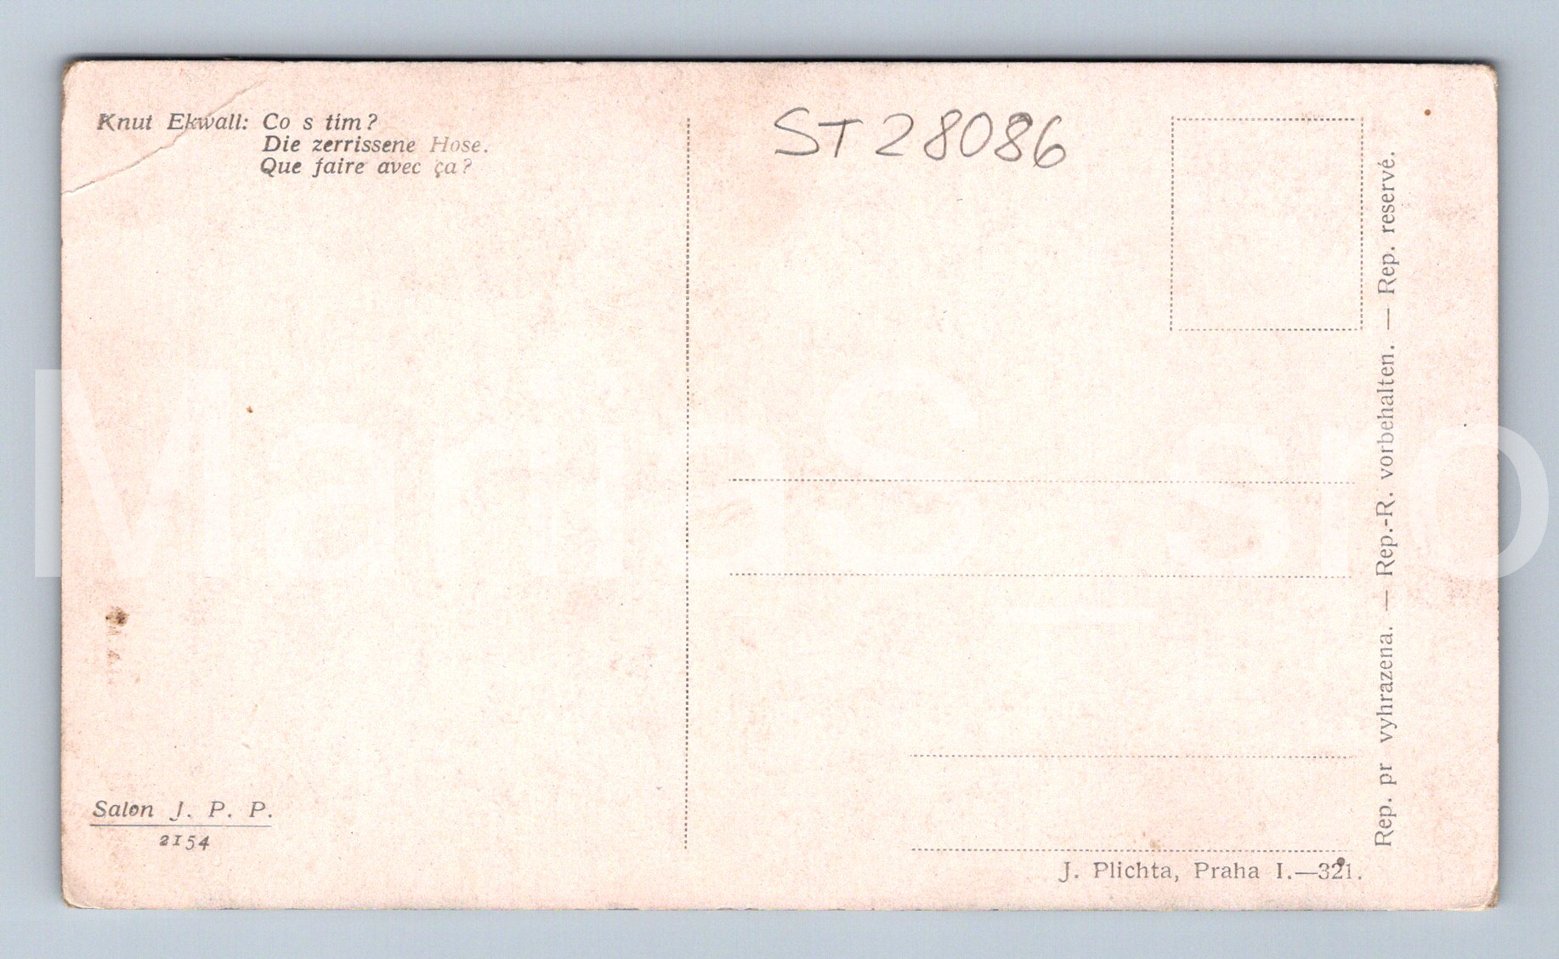 Knut Ekwall: Co s tim?
Die zerrissene Hose.
Que faire avec ça?
ST 28086
Rep. pr vyhrazena. — Rep.-R. vorbehalten. — Rep. reservé.
Salon J. P. P.
2154
J. Plichta, Praha I.—321.